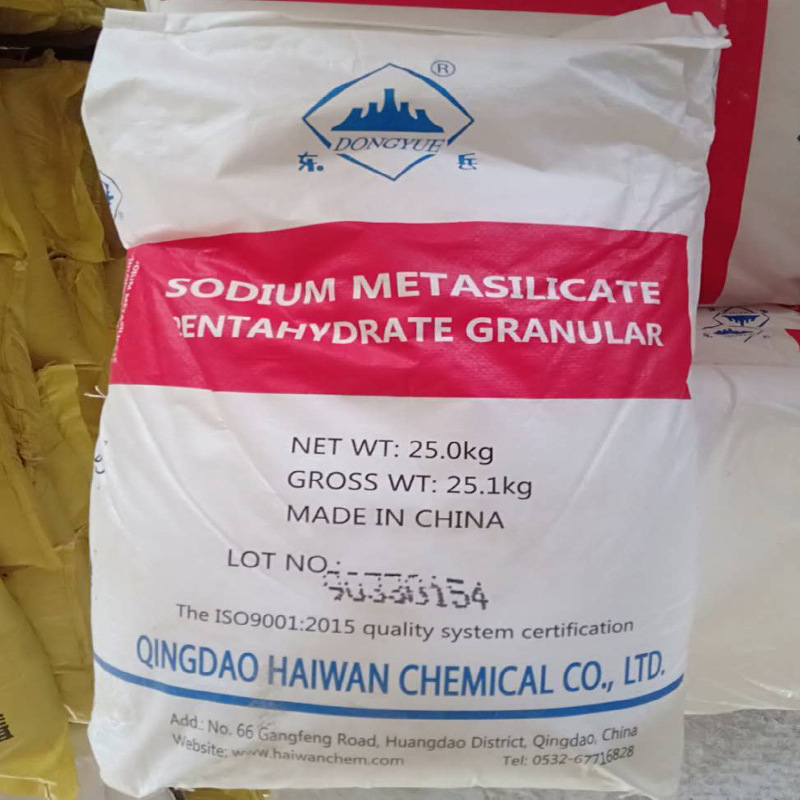 ®
DONGYUE
东 岳
SODIUM METASILICATE
PENTAHYDRATE GRANULAR
NET WT: 25.0kg
GROSS WT: 25.1kg
MADE IN CHINA
LOT NO.:
The ISO9001:2015 quality system certification
QINGDAO HAIWAN CHEMICAL CO., LTD.
Add.: No. 66 Gangfeng Road, Huangdao District, Qingdao, China
Website: www.haiwanchem.com Tel: 0532-67716828